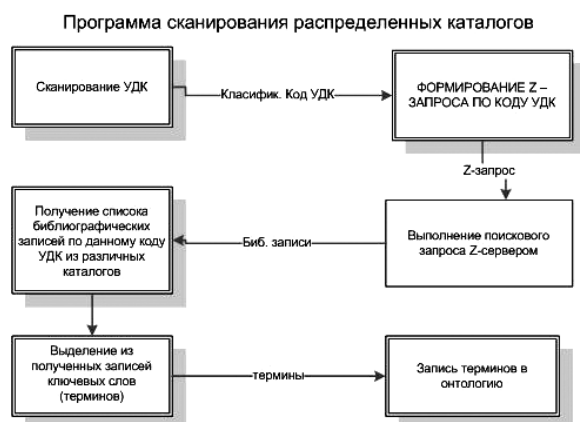 Программа сканирования распределенных каталогов
Сканирование УДК
Класифик. Код УДК
ФОРМИРОВАНИЕ Z –
ЗАПРОСА ПО КОДУ УДК
Z-запрос
Получение списока
библиографических
записей по данному коду
УДК из различных
каталогов
Биб. записи
Выполнение поискового
запроса Z-сервером
Выделение из
полученных записей
ключевых слов
(терминов)
термины
Запись терминов в
онтологию